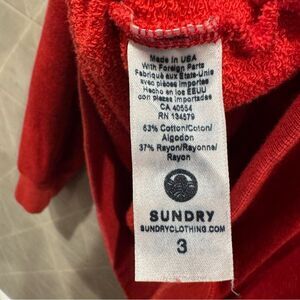 Made in USA
With Foreign Parts
Fabriqué aux États-Unis
avec pièces importées
Hecho en los EEUU
con piezas importadas
CA 40554
RN 134579
63% Cotton/Coton/
Algodon
37% Rayon/Rayonne/
Rayon
SUNDRY
SUNDRYCLOTHING.COM
3